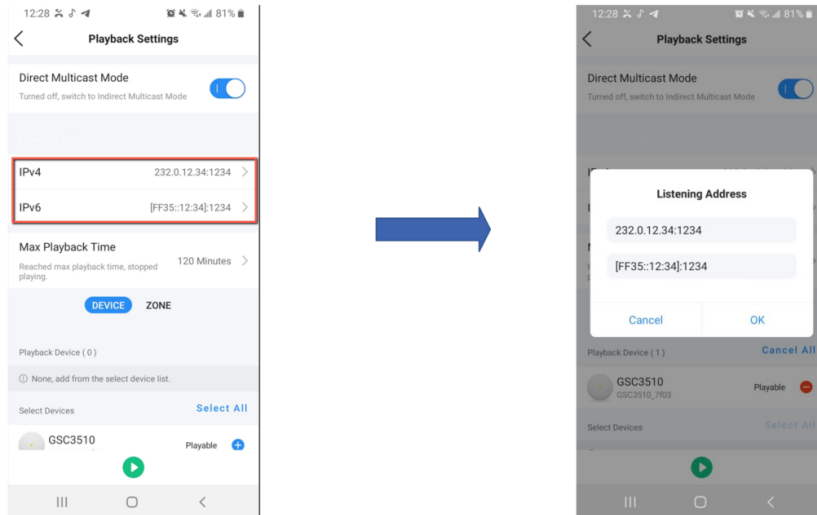 12:28 81%
Playback Settings
Direct Multicast Mode
Turned off, switch to Indirect Multicast Mode
IPv4 232.0.12.34:1234
IPv6 [FF35::12:34]:1234
Max Playback Time
120 Minutes
Reached max playback time, stopped
playing.
DEVICE ZONE
Playback Device ( 0 )
None, add from the select device list.
Select Devices Select All
GSC3510
Playable
12:28 81%
Playback Settings
Direct Multicast Mode
Turned off, switch to Indirect Multicast Mode
Listening Address
232.0.12.34:1234
[FF35::12:34]:1234
Cancel OK
Playback Device ( 1 ) Cancel All
GSC3510
GSC3510_7f03
Playable
Select Devices Select All